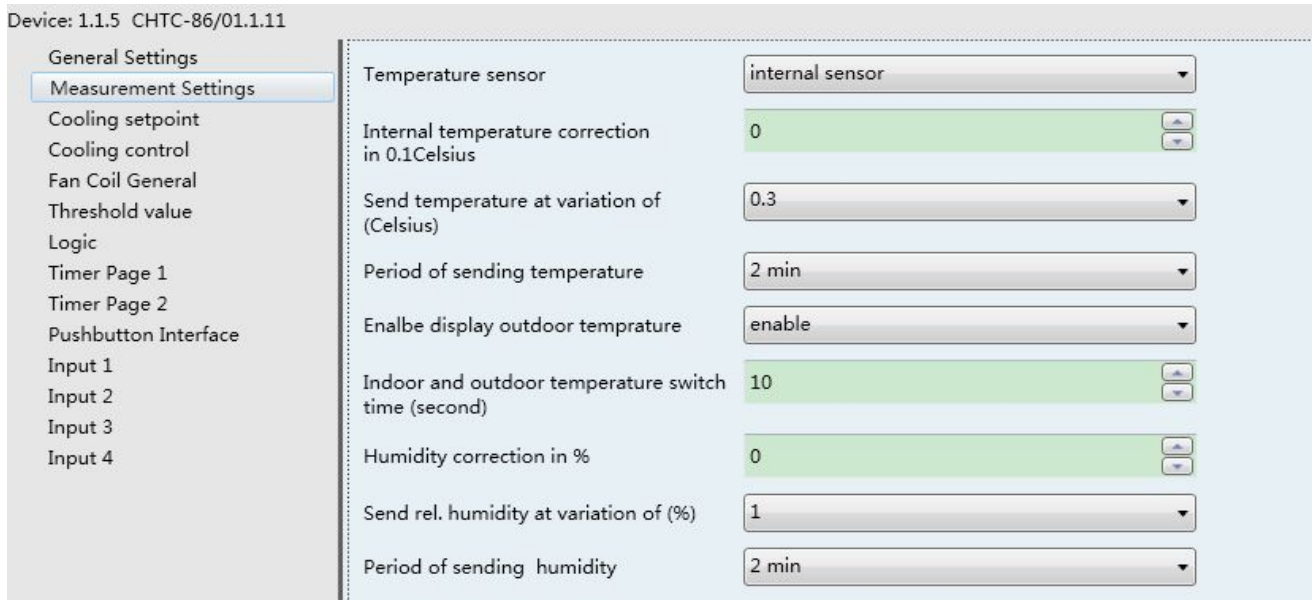 Device: 1.1.5 CHTC-86/01.1.11
General Settings
Measurement Settings
Cooling setpoint
Cooling control
Fan Coil General
Threshold value
Logic
Timer Page 1
Timer Page 2
Pushbutton Interface
Input 1
Input 2
Input 3
Input 4
Temperature sensor
internal sensor
Internal temperature correction
in 0.1Celsius
0
Send temperature at variation of
(Celsius)
0.3
Period of sending temperature
2 min
Enalbe display outdoor temprature
enable
Indoor and outdoor temperature switch
time (second)
10
Humidity correction in %
0
Send rel. humidity at variation of (%)
1
Period of sending humidity
2 min